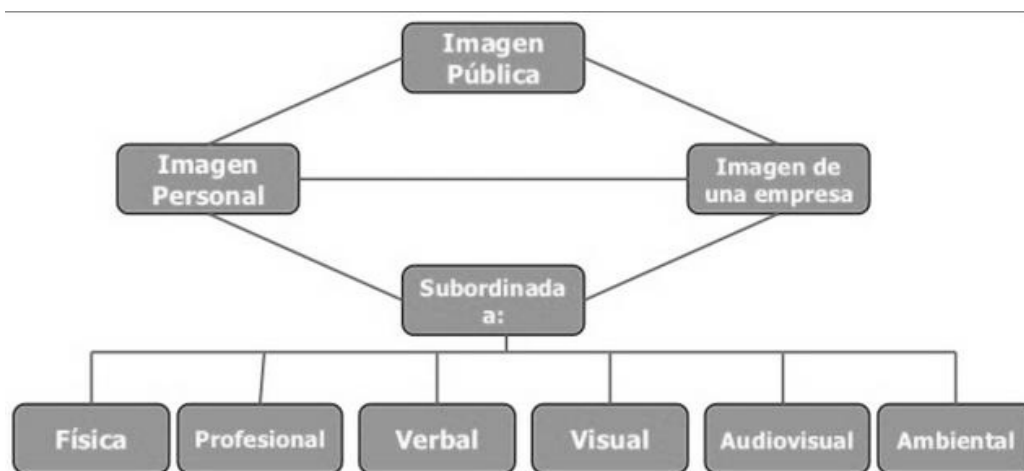 Imagen
Pública
Imagen
Personal
Imagen de
una empresa
Subordinada
a:
Física
Profesional
Verbal
Visual
Audiovisual
Ambiental